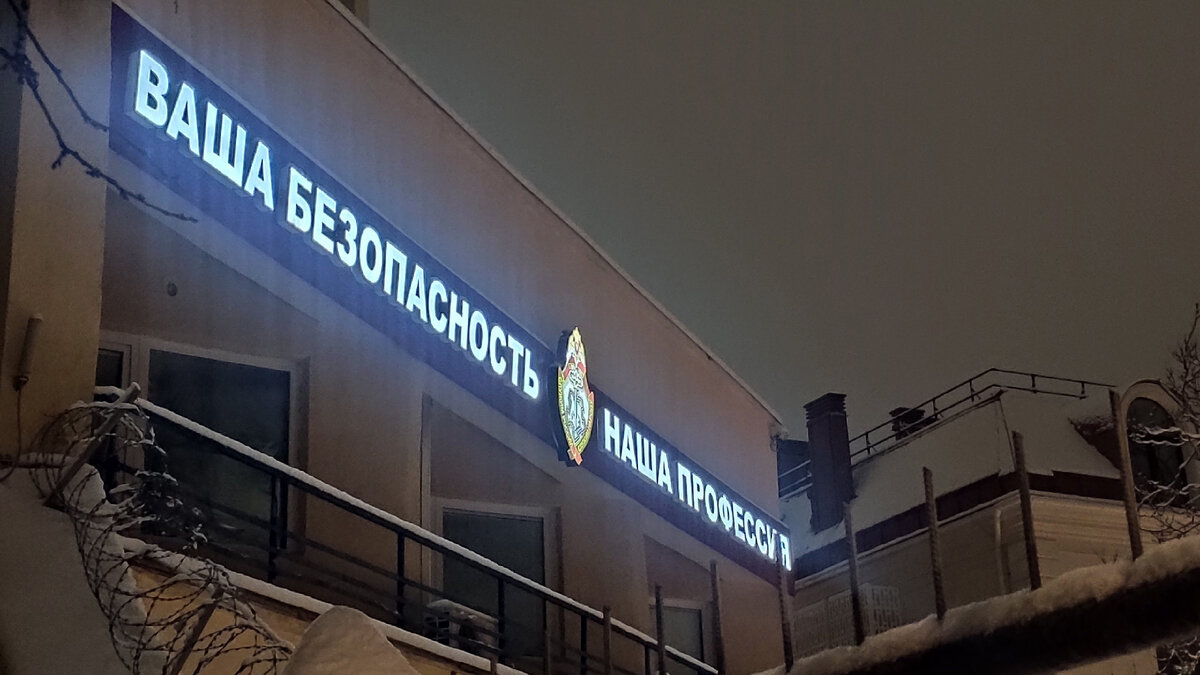 ВАША БЕЗОПАСНОСТЬ НАША ПРОФЕССИЯ